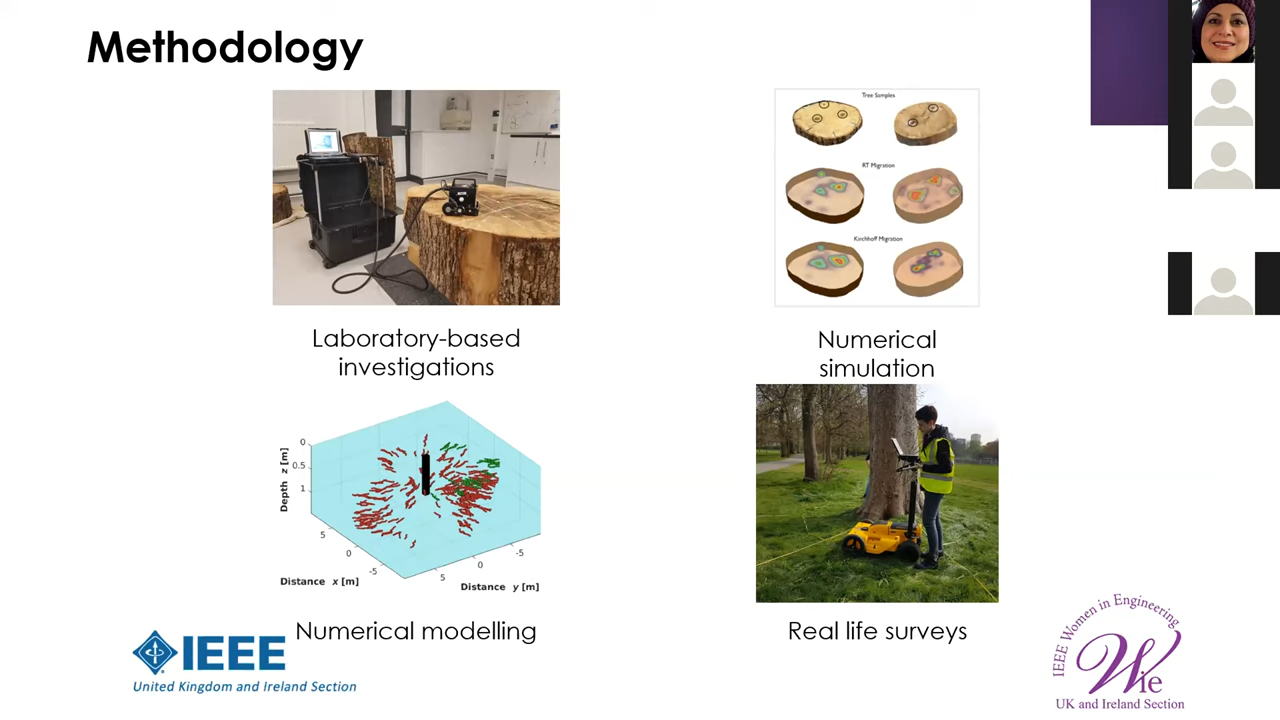 Methodology
Tree Samples
RT Migration
Kirchhoff Migration
Laboratory-based
investigations
Numerical
simulation
Depth z [m]
0
0.5
1
5
0
-5
Distance x [m]
5
0
-5
Distance y [m]
Numerical modelling
Real life surveys
IEEE
United Kingdom and Ireland Section
IEEE Women in Engineering
Wie
UK and Ireland Section